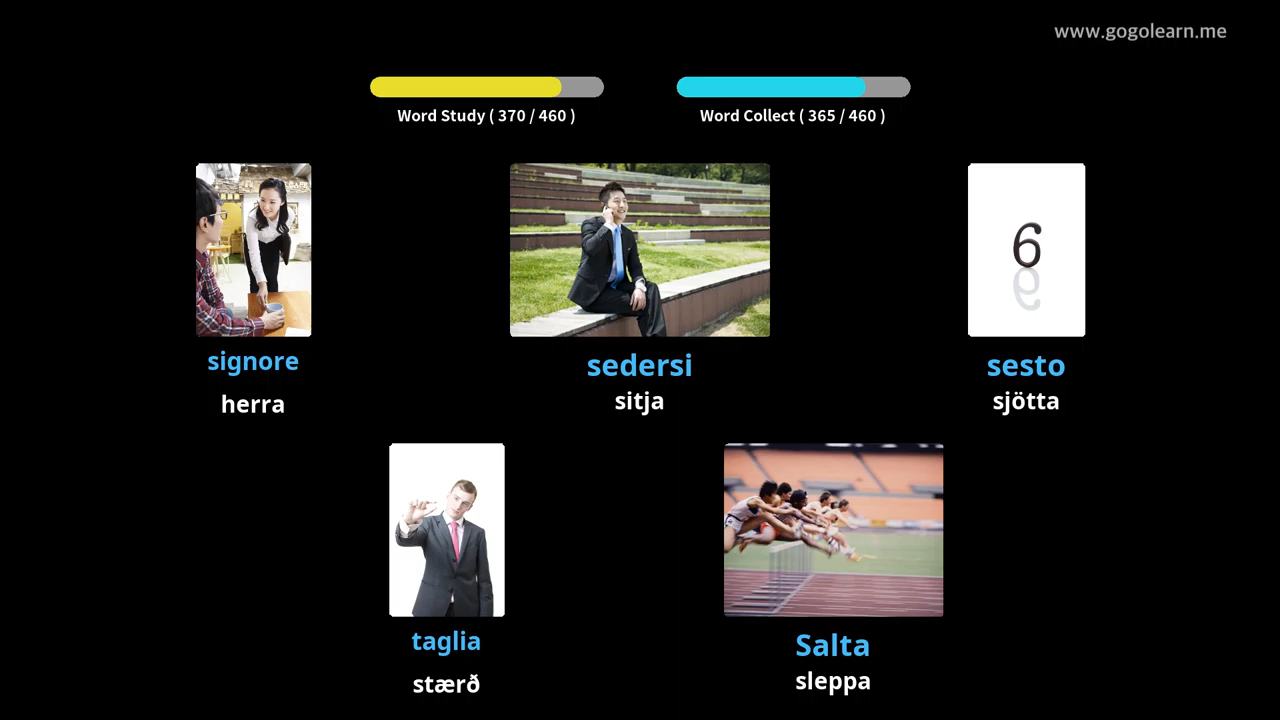 www.gogolearn.me
Word Study ( 370 / 460 )
Word Collect ( 365 / 460 )
6
signore
herra
sedersi
sitja
sesto
sjötta
taglia
stærð
Salta
sleppa